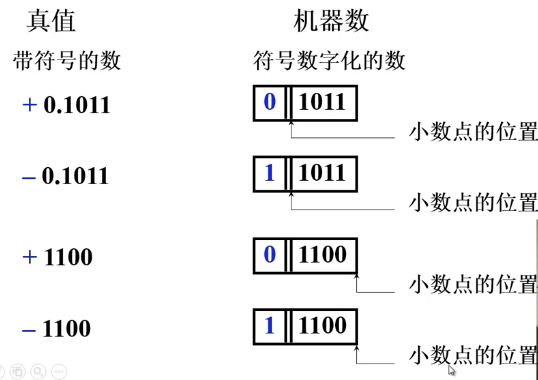 真值 机器数
带符号的数 符号数字化的数
+ 0.1011 0 1011
小数点的位置
– 0.1011 1 1011
小数点的位置
+ 1100 0 1100
小数点的位置
– 1100 1 1100
小数点的位置